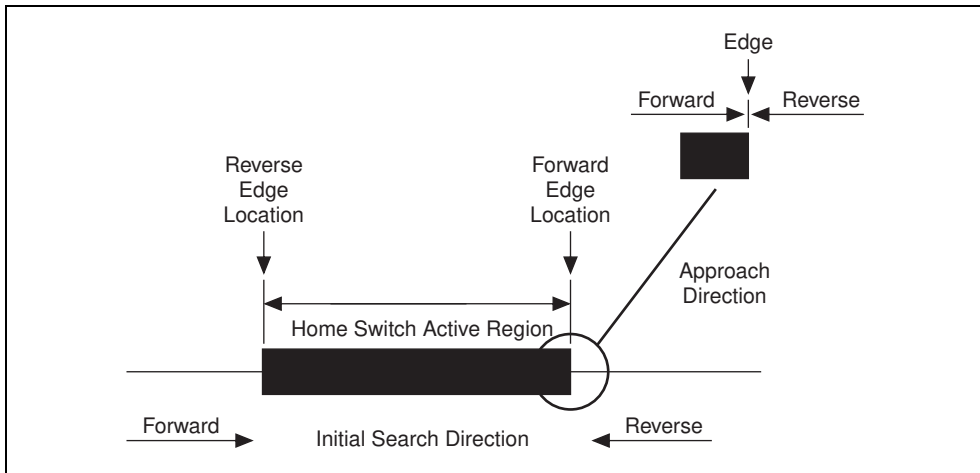 Edge
Forward
Reverse
Reverse
Edge
Location
Forward
Edge
Location
Approach
Direction
Home Switch Active Region
Forward
Initial Search Direction
Reverse